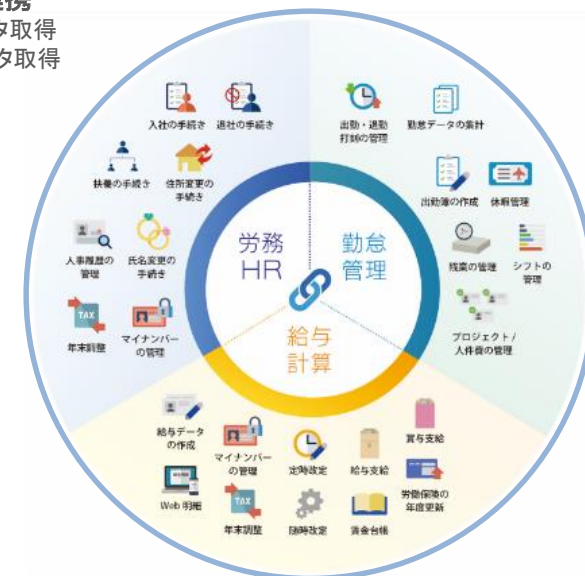 連携
タ取得
タ取得
入社の手続き
退社の手続き
扶養の手続き
住所変更の
手続き
人事履歴の
管理
氏名変更の
手続き
TAX
年末調整
マイナンバー
の管理
労務
HR
出勤・退勤
打刻の管理
勤怠データの集計
出勤簿の作成
休暇管理
残業の管理
シフトの
管理
プロジェクト/
人件費の管理
勤怠
管理
給与
計算
給与データ
の作成
マイナンバー
の管理
定時改定
給与支給
賞与支給
Web 明細
TAX
年末調整
随時改定
賃金台帳
労働保険の
年度更新